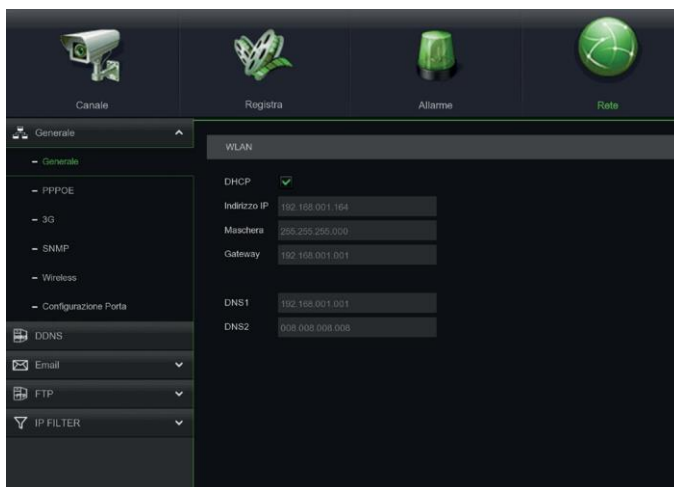 Canale
Registra
Allarme
Rete
Generale
Generale
PPPOE
3G
SNMP
Wireless
Configurazione Porta
DDNS
Email
FTP
IP FILTER
WLAN
DHCP
Indirizzo IP 192.168.001.164
Maschera 255.255.255.000
Gateway 192.168.001.001
DNS1 192.168.001.001
DNS2 008.008.008.008